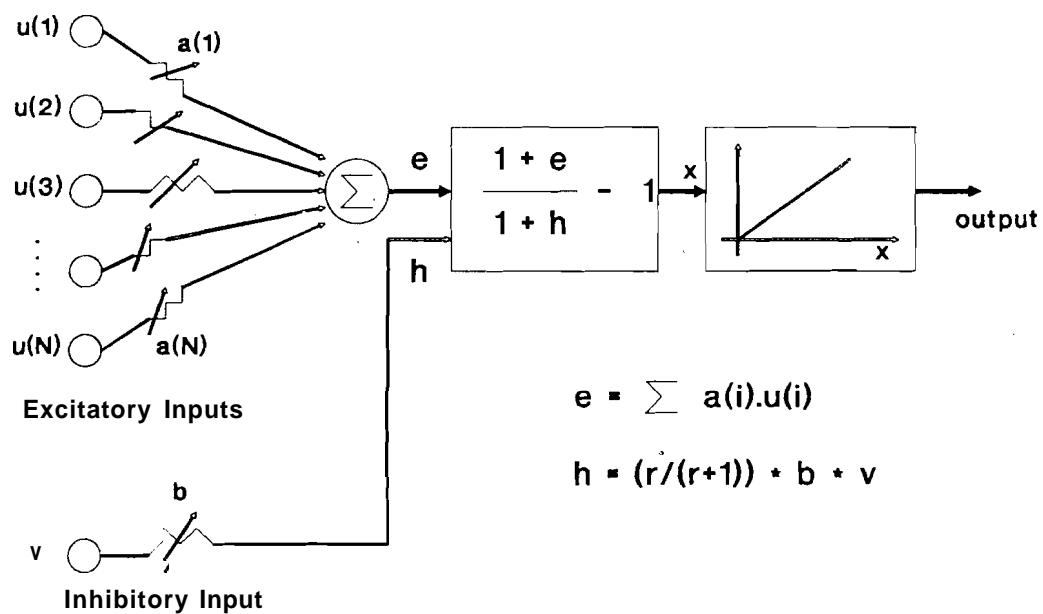 u(1)
a(1)
u(2)
u(3)
. . . . .
u(N)
a(N)
Excitatory Inputs
Σ
e
h
1 + e
1 + h
- 1
x
x
output
e = Σ a(i).u(i)
h = (r/(r+1)) * b * v
b
v
Inhibitory Input